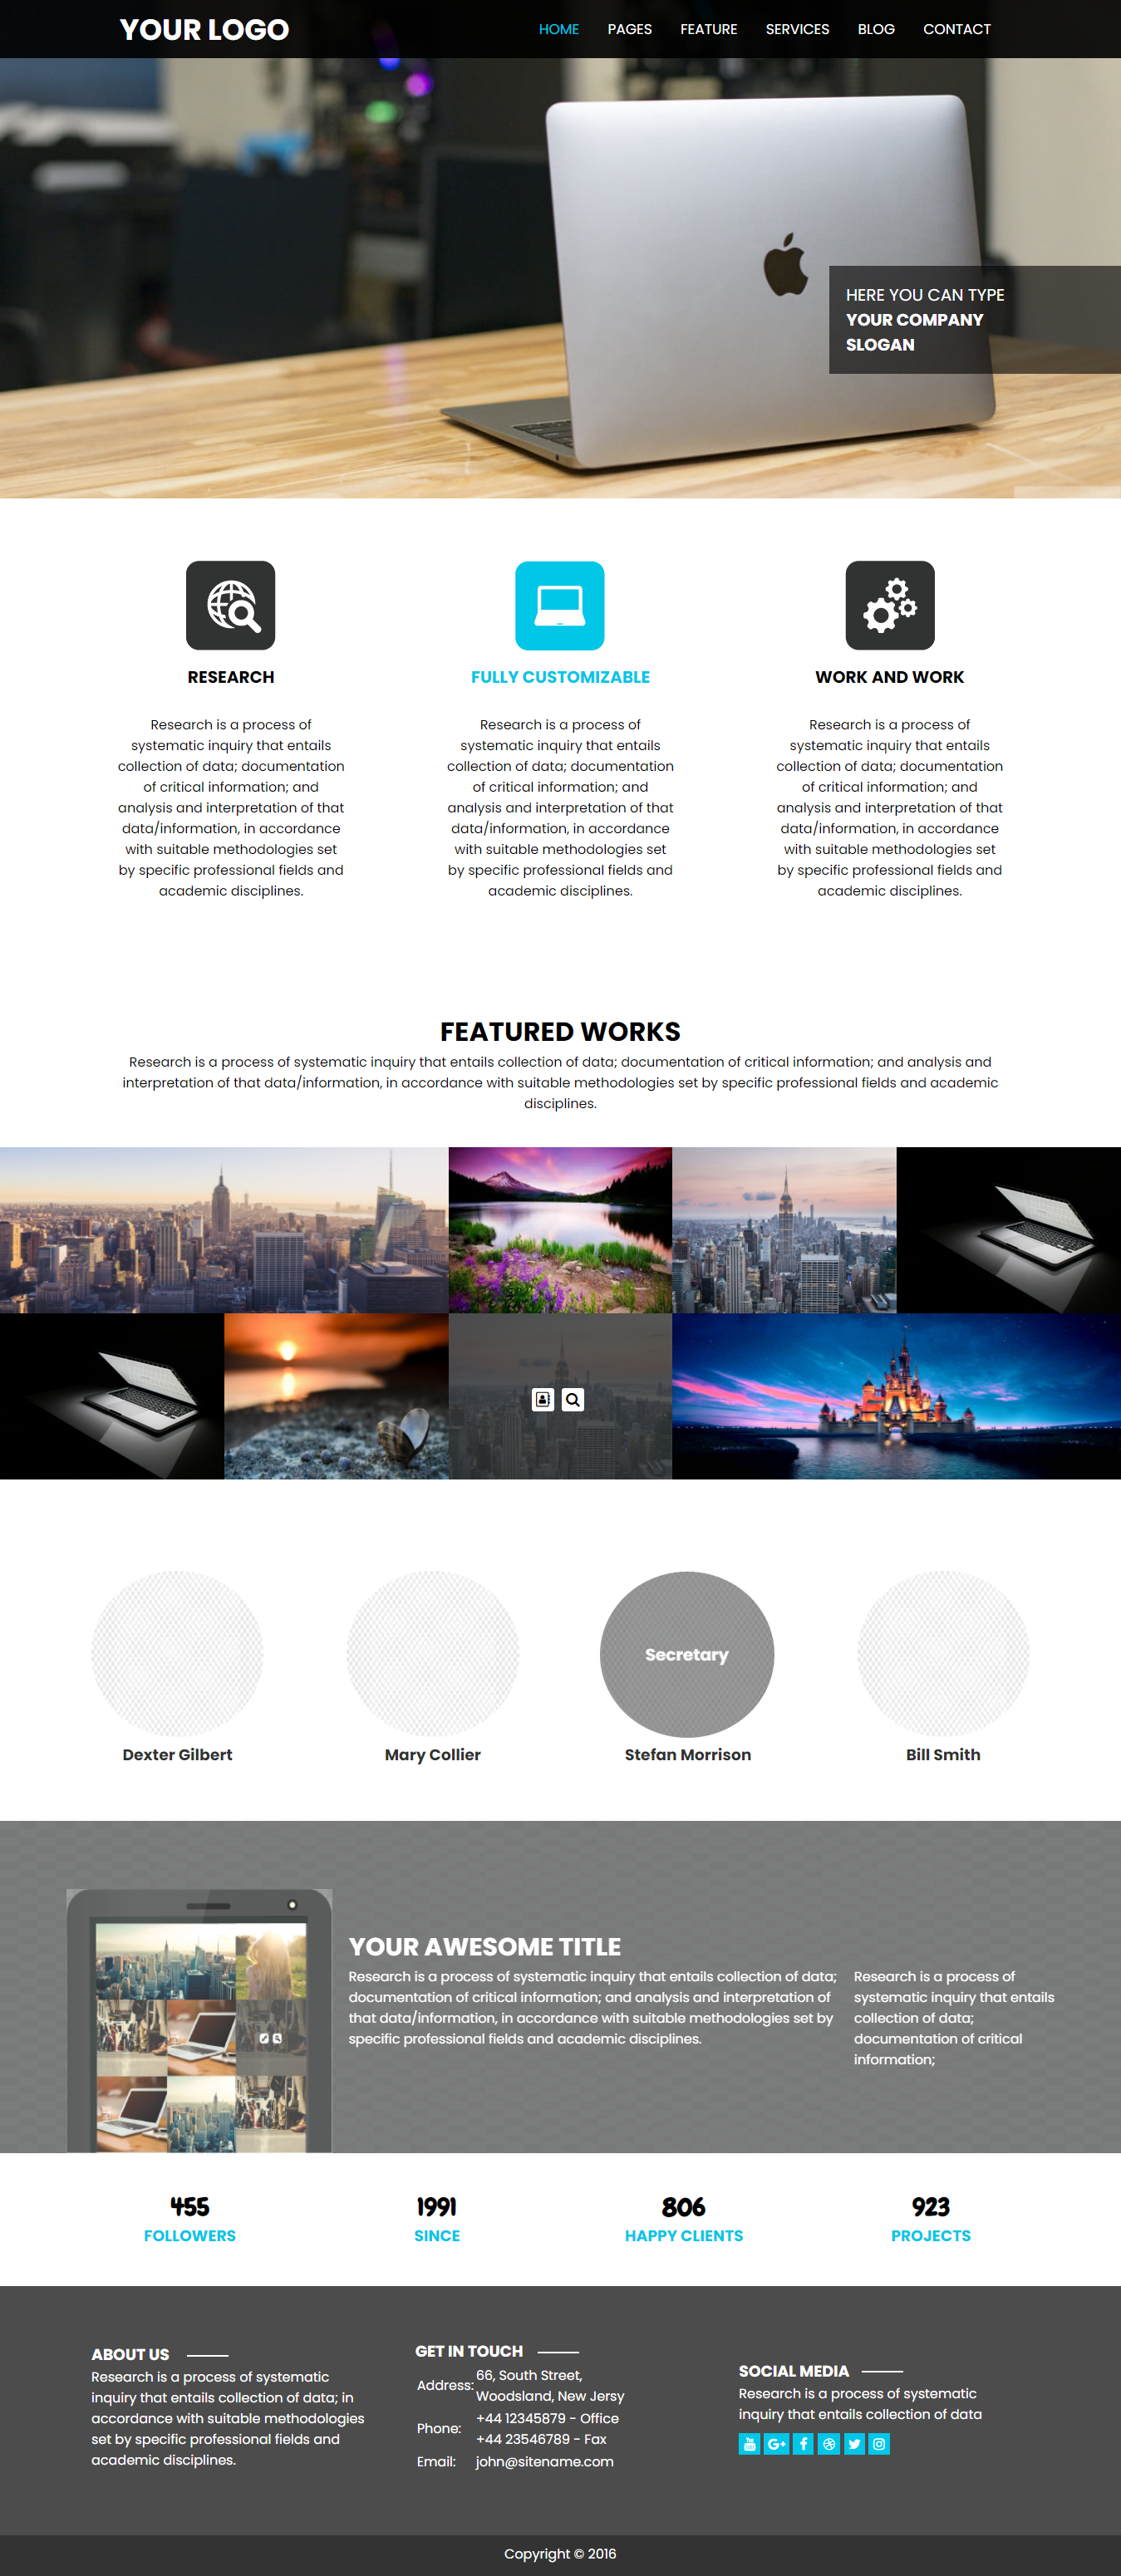 YOUR LOGO
HOME PAGES FEATURE SERVICES BLOG CONTACT
HERE YOU CAN TYPE
YOUR COMPANY
SLOGAN
RESEARCH
Research is a process of
systematic inquiry that entails
collection of data; documentation
of critical information; and
analysis and interpretation of that
data/information, in accordance
with suitable methodologies set
by specific professional fields and
academic disciplines.
FULLY CUSTOMIZABLE
Research is a process of
systematic inquiry that entails
collection of data; documentation
of critical information; and
analysis and interpretation of that
data/information, in accordance
with suitable methodologies set
by specific professional fields and
academic disciplines.
WORK AND WORK
Research is a process of
systematic inquiry that entails
collection of data; documentation
of critical information; and
analysis and interpretation of that
data/information, in accordance
with suitable methodologies set
by specific professional fields and
academic disciplines.
FEATURED WORKS
Research is a process of systematic inquiry that entails collection of data; documentation of critical information; and analysis and
interpretation of that data/information, in accordance with suitable methodologies set by specific professional fields and academic
disciplines.
Secretary
Dexter Gilbert
Mary Collier
Stefan Morrison
Bill Smith
YOUR AWESOME TITLE
Research is a process of systematic inquiry that entails collection of data;
documentation of critical information; and analysis and interpretation of
that data/information, in accordance with suitable methodologies set by
specific professional fields and academic disciplines.
Research is a process of
systematic inquiry that entails
collection of data;
documentation of critical
information;
455
FOLLOWERS
1991
SINCE
806
HAPPY CLIENTS
923
PROJECTS
ABOUT US
Research is a process of systematic
inquiry that entails collection of data; in
accordance with suitable methodologies
set by specific professional fields and
academic disciplines.
GET IN TOUCH
Address: 66, South Street,
Woodsland, New Jersy
Phone: +44 12345879 - Office
+44 23546789 - Fax
Email: john@sitename.com
SOCIAL MEDIA
Research is a process of systematic
inquiry that entails collection of data
Copyright © 2016